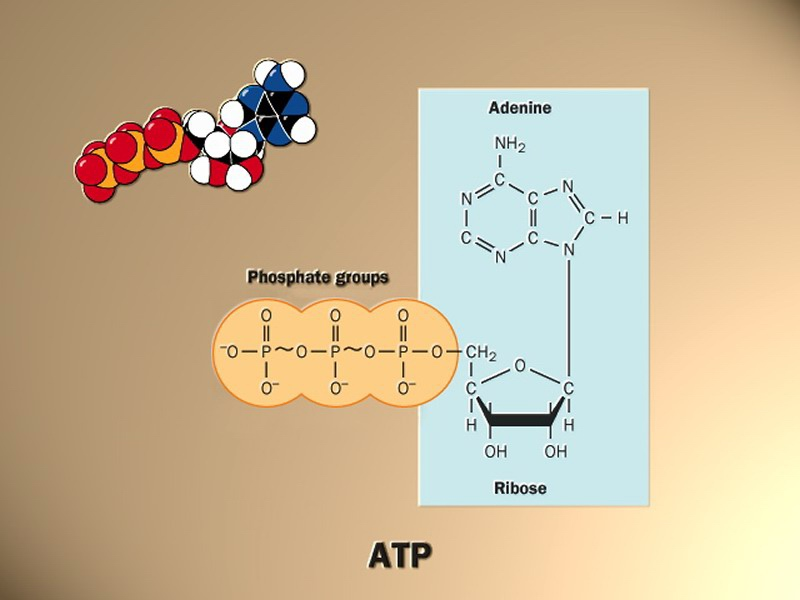 Adenine
NH₂
C
N
C
N
C
H
C
C
N
N
Phosphate groups
O
O
O
⁻O
P
~
O
P
~
O
P
O
CH₂
O
O⁻
O⁻
O⁻
C
C
H
H
OH
OH
Ribose
ATP